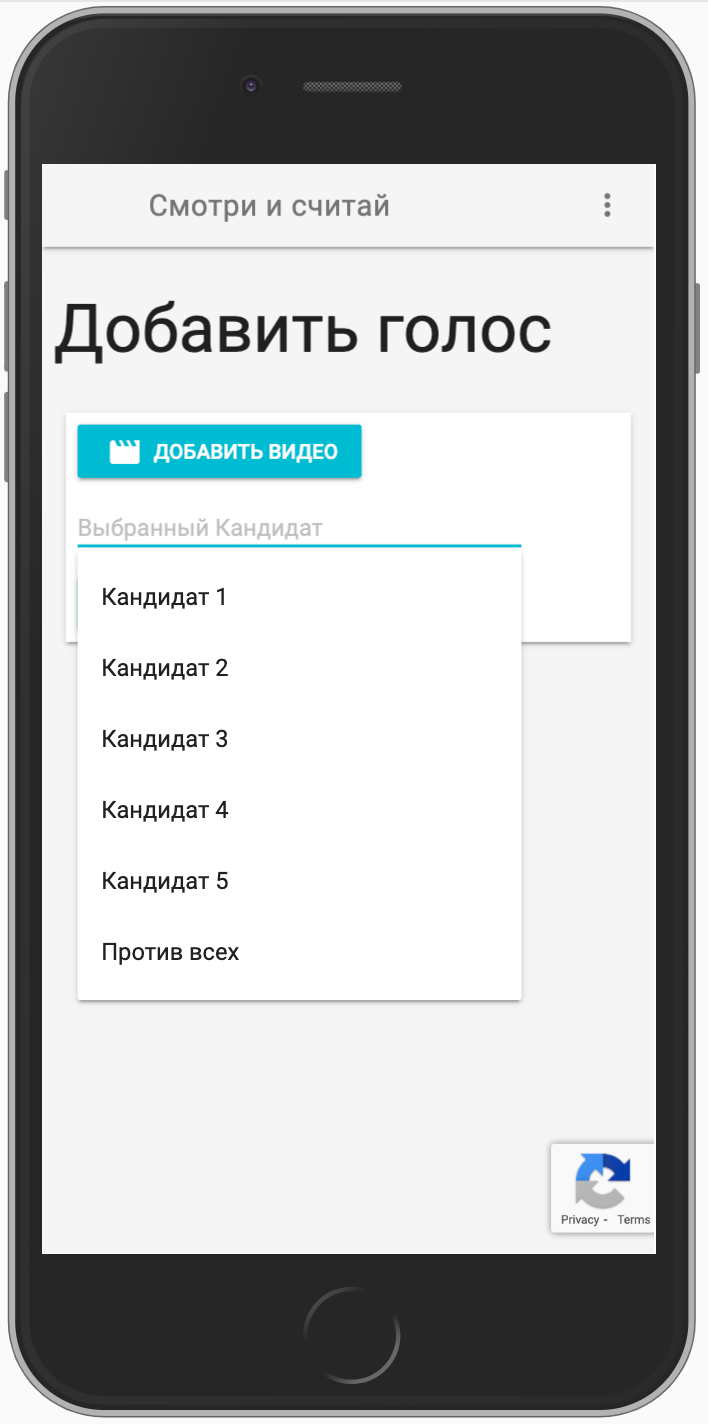 Смотри и считай
Добавить голос
ДОБАВИТЬ ВИДЕО
Выбранный Кандидат
Кандидат 1
Кандидат 2
Кандидат 3
Кандидат 4
Кандидат 5
Против всех
Privacy - Terms